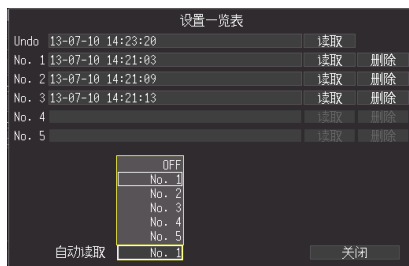 设置一览表
Undo 13-07-10 14:23:20 读取
No. 1 13-07-10 14:21:03 读取 删除
No. 2 13-07-10 14:21:09 读取 删除
No. 3 13-07-10 14:21:13 读取 删除
No. 4 读取 删除
No. 5 读取 删除
OFF
No. 1
No. 2
No. 3
No. 4
No. 5
自动读取 No. 1 关闭